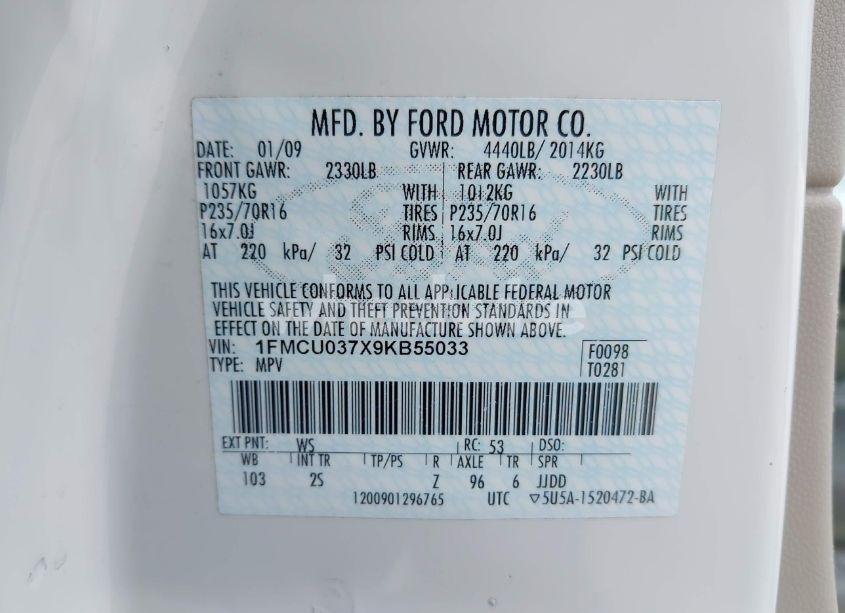 MFD. BY FORD MOTOR CO.
DATE: 01/09 GVWR: 4440LB/ 2014KG
FRONT GAWR: 2330LB REAR GAWR: 2230LB
1057KG WITH 1012KG WITH
P235/70R16 TIRES P235/70R16 TIRES
16x7.0J RIMS 16x7.0J RIMS
AT 220 kPa/ 32 PSI COLD AT 220 kPa/ 32 PSI COLD
THIS VEHICLE CONFORMS TO ALL APPLICABLE FEDERAL MOTOR
VEHICLE SAFETY AND THEFT PREVENTION STANDARDS IN
EFFECT ON THE DATE OF MANUFACTURE SHOWN ABOVE.
VIN: 1FMCU037X9KB55033 F0098
TYPE: MPV T0281
EXT PNT: WS RC: 53 DSO:
WB INT TR TP/PS R AXLE TR SPR
103 2S Z 96 6 JJDD
1200901296765 UTC ▽5U5A-1520472-BA